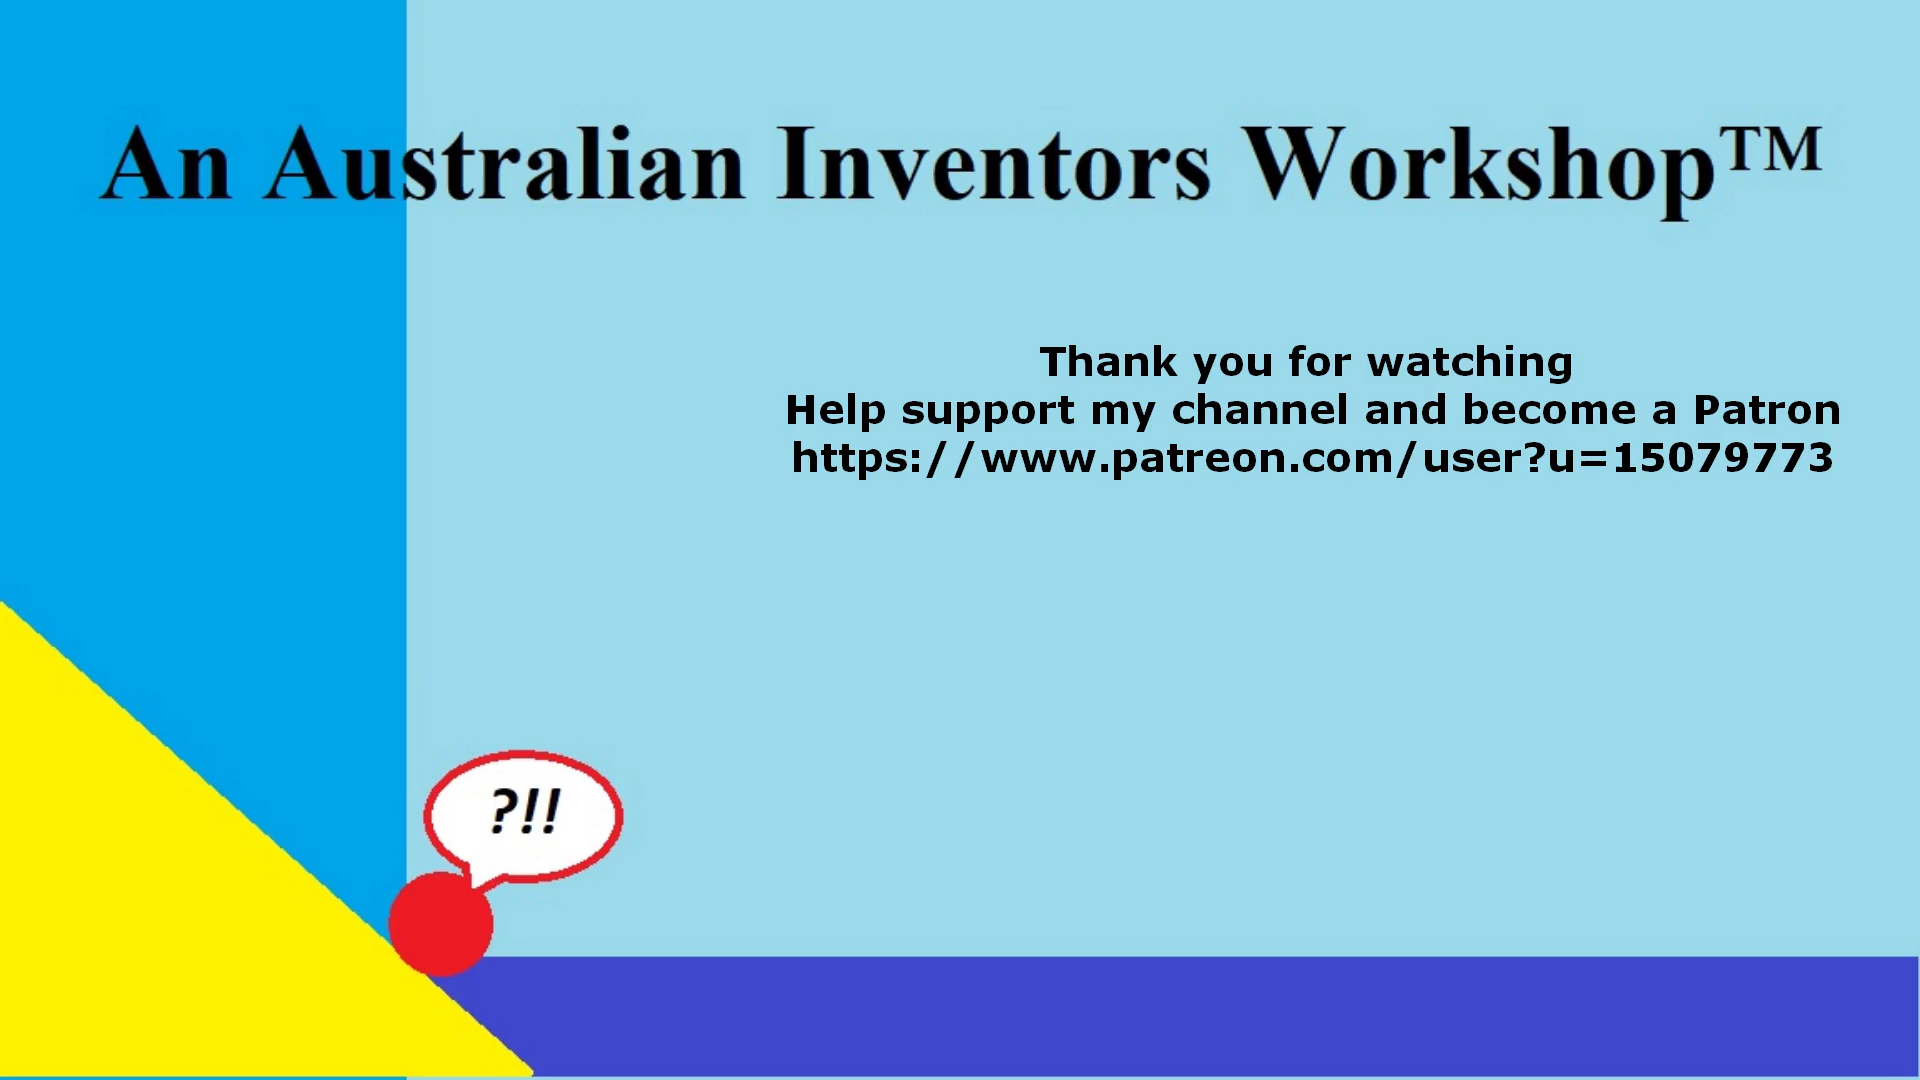 An Australian Inventors Workshop™
Thank you for watching
Help support my channel and become a Patron
https://www.patreon.com/user?u=15079773
?!!